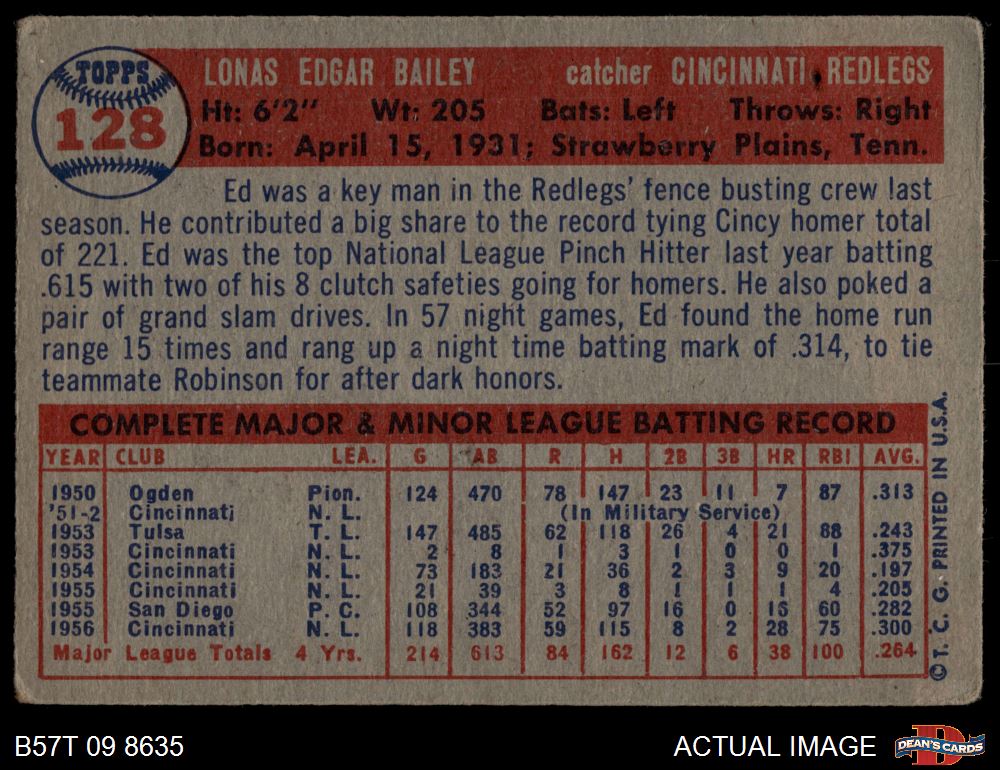 TOPPS
128
LONAS EDGAR BAILEY catcher CINCINNATI REDLEGS
Ht: 6'2" Wt: 205 Bats: Left Throws: Right
Born: April 15, 1931; Strawberry Plains, Tenn.
Ed was a key man in the Redlegs' fence busting crew last
season. He contributed a big share to the record tying Cincy homer total
of 221. Ed was the top National League Pinch Hitter last year batting
.615 with two of his 8 clutch safeties going for homers. He also poked a
pair of grand slam drives. In 57 night games, Ed found the home run
range 15 times and rang up a night time batting mark of .314, to tie
teammate Robinson for after dark honors.
COMPLETE MAJOR & MINOR LEAGUE BATTING RECORD
YEAR CLUB LEA. G AB R H 2B 3B HR RBI AVG.
1950 Ogden Pion. 124 470 78 147 23 11 7 87 .313
'51-2 Cincinnati N. L. (In Military Service)
1953 Tulsa T. L. 147 485 62 118 26 4 21 88 .243
1953 Cincinnati N. L. 2 8 1 3 1 0 0 1 .375
1954 Cincinnati N. L. 73 183 21 36 2 3 9 20 .197
1955 Cincinnati N. L. 21 39 3 8 1 1 1 4 .205
1955 San Diego P. C. 108 344 52 97 16 0 16 60 .282
1956 Cincinnati N. L. 118 383 59 115 8 2 28 75 .300
Major League Totals 4 Yrs. 214 613 84 162 12 6 38 100 .264
© T. C. G. PRINTED IN U.S.A.
B57T 09 8635
ACTUAL IMAGE
D
DEAN'S CARDS